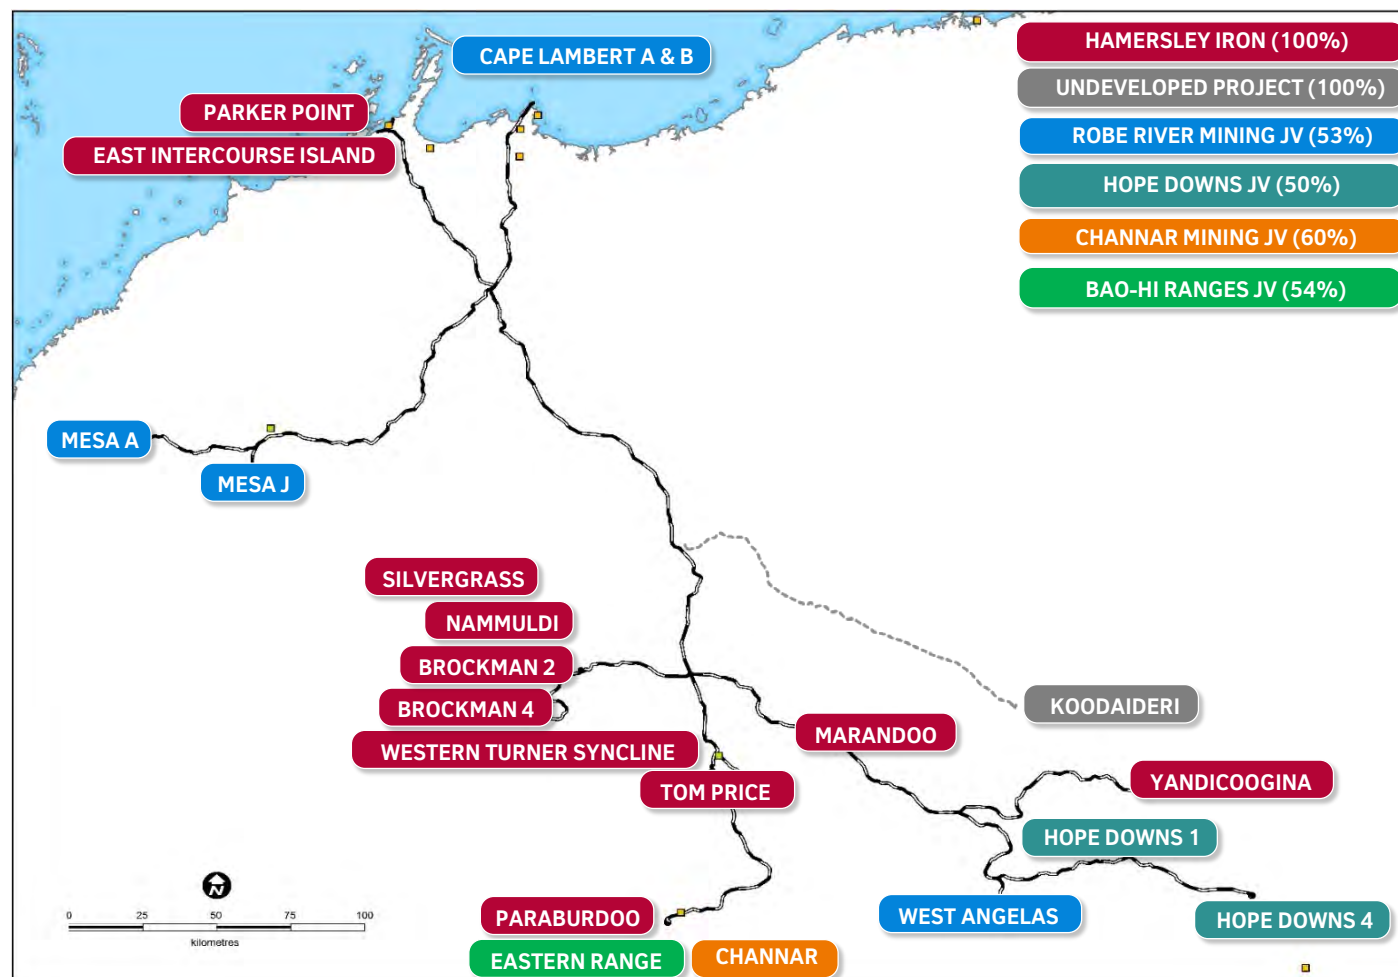 CAPE LAMBERT A & B
PARKER POINT
EAST INTERCOURSE ISLAND
HAMERSLEY IRON (100%)
UNDEVELOPED PROJECT (100%)
ROBE RIVER MINING JV (53%)
HOPE DOWNS JV (50%)
CHANNAR MINING JV (60%)
BAO-HI RANGES JV (54%)
MESA A
MESA J
SILVERGRASS
NAMMULDI
BROCKMAN 2
BROCKMAN 4
WESTERN TURNER SYNCLINE
TOM PRICE
MARANDOO
KOODAIDERI
YANDICOOGINA
HOPE DOWNS 1
WEST ANGELAS
HOPE DOWNS 4
PARABURDOO
EASTERN RANGE
CHANNAR
N
0 25 50 75 100
kilometres